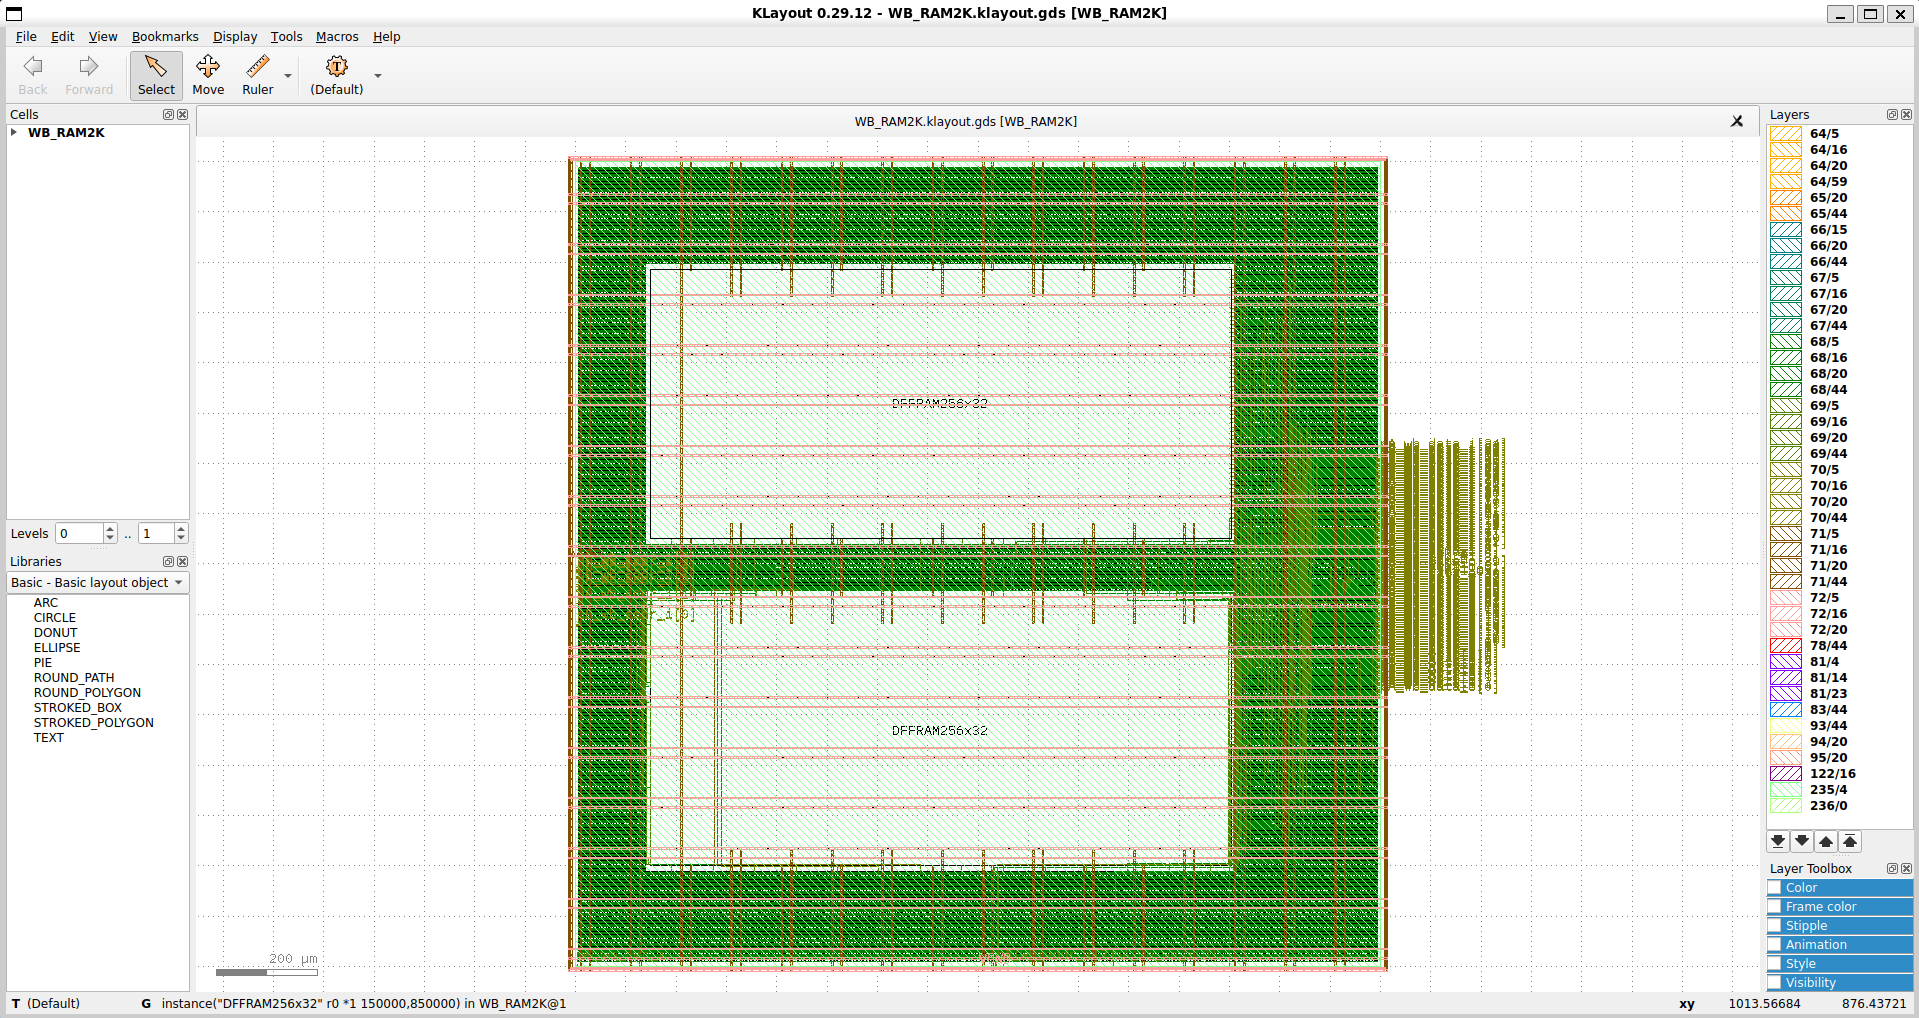 KLayout 0.29.12 - WB_RAM2K.klayout.gds [WB_RAM2K]
File Edit View Bookmarks Display Tools Macros Help
Back Forward Select Move Ruler (Default)
Cells
WB_RAM2K
Levels 0 .. 1
Libraries
Basic - Basic layout object
ARC
CIRCLE
DONUT
ELLIPSE
PIE
ROUND_PATH
ROUND_POLYGON
STROKED_BOX
STROKED_POLYGON
TEXT
WB_RAM2K.klayout.gds [WB_RAM2K]
DFFRAM256x32
DFFRAM256x32
200 µm
Layers
64/5
64/16
64/20
64/59
65/20
65/44
66/15
66/20
66/44
67/5
67/16
67/20
67/44
68/5
68/16
68/20
68/44
69/5
69/16
69/20
69/44
70/5
70/16
70/20
70/44
71/5
71/16
71/20
71/44
72/5
72/16
72/20
78/44
81/4
81/14
81/23
83/44
93/44
94/20
95/20
122/16
235/4
236/0
Layer Toolbox
Color
Frame color
Stipple
Animation
Style
Visibility
T (Default) G instance("DFFRAM256x32" r0 *1 150000,850000) in WB_RAM2K@1 xy 1013.56684 876.43721